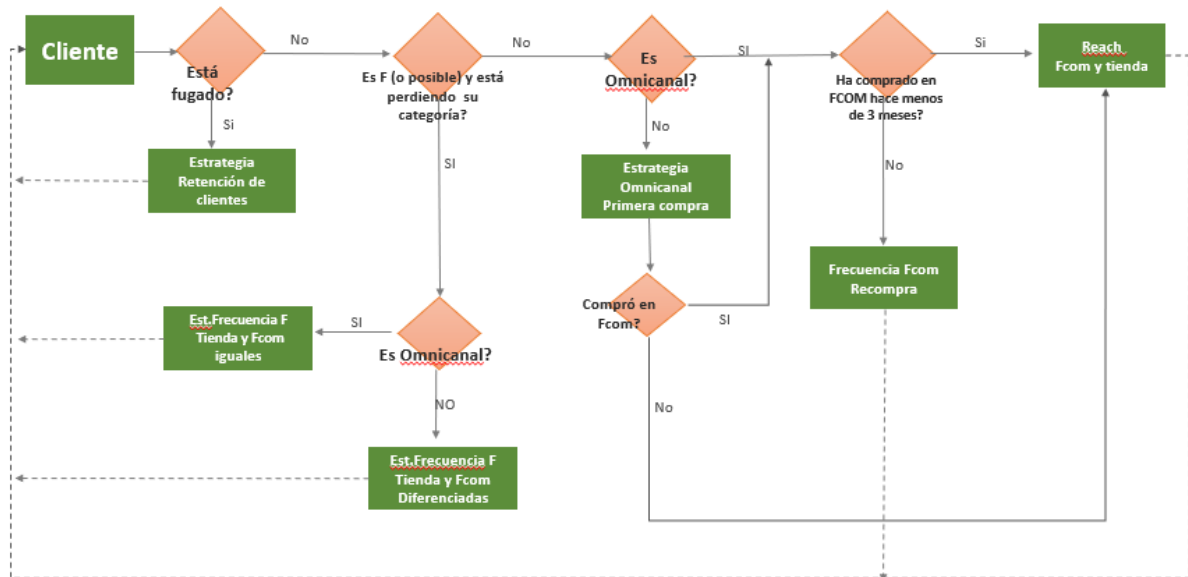 Cliente
Está
fugado?
No
Si
Estrategia
Retención de
clientes
Es F (o posible) y está
perdiendo su
categoría?
No
SI
Es
Omnicanal?
SI
No
Estrategia
Omnicanal
Primera compra
Compró en
Fcom?
SI
No
Ha comprado en
FCOM hace menos
de 3 meses?
Si
No
Reach
Fcom y tienda
Frecuencia Fcom
Recompra
Es Omnicanal?
SI
NO
Est.Frecuencia F
Tienda y Fcom
iguales
Est.Frecuencia F
Tienda y Fcom
Diferenciadas